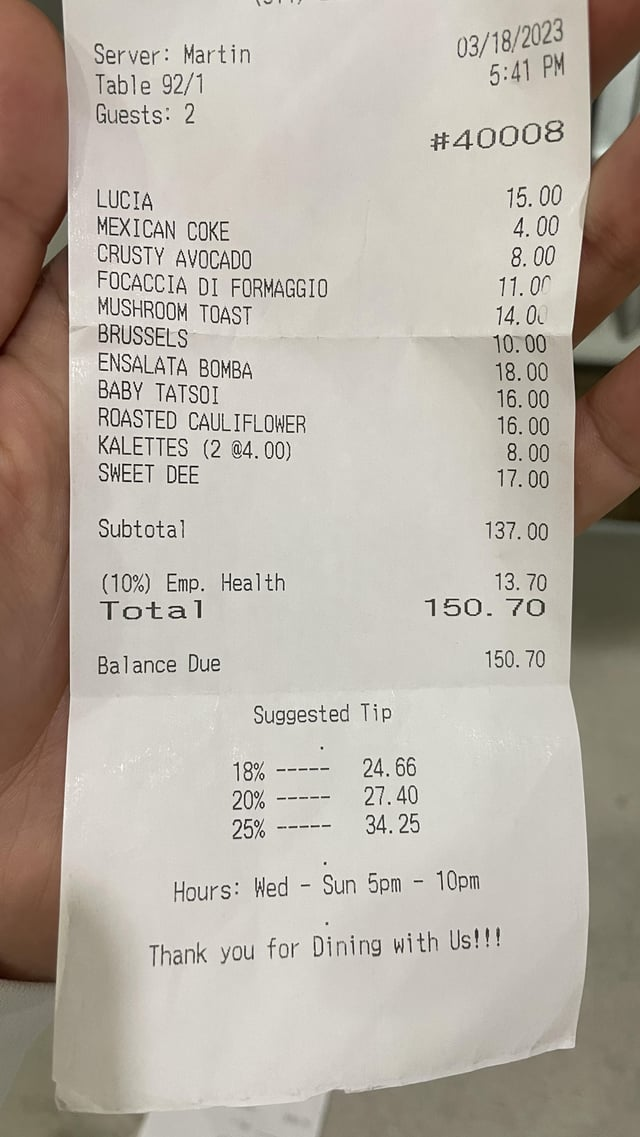 Server: Martin 03/18/2023
Table 92/1 5:41 PM
Guests: 2
#40008
LUCIA 15.00
MEXICAN COKE 4.00
CRUSTY AVOCADO 8.00
FOCACCIA DI FORMAGGIO 11.00
MUSHROOM TOAST 14.00
BRUSSELS 10.00
ENSALATA BOMBA 18.00
BABY TATSOI 16.00
ROASTED CAULIFLOWER 16.00
KALETTES (2 @4.00) 8.00
SWEET DEE 17.00
Subtotal 137.00
(10%) Emp. Health 13.70
Total 150.70
Balance Due 150.70
Suggested Tip
18% ----- 24.66
20% ----- 27.40
25% ----- 34.25
Hours: Wed - Sun 5pm - 10pm
Thank you for Dining with Us!!!